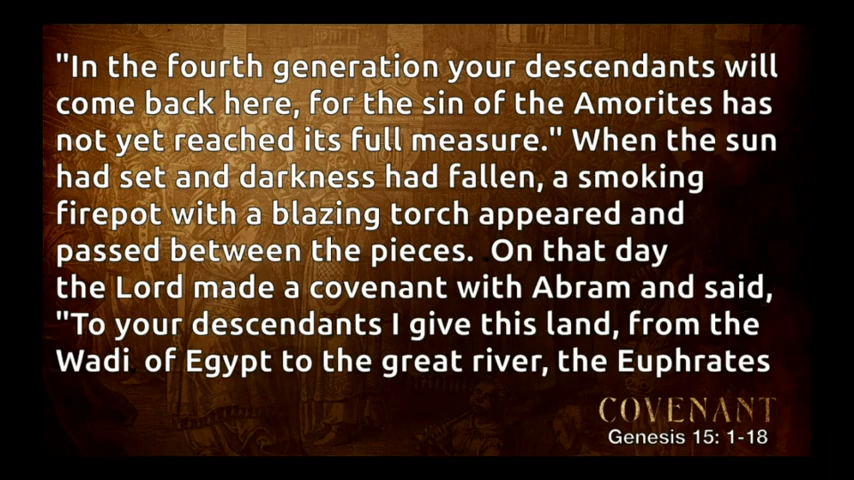 "In the fourth generation your descendants will
come back here, for the sin of the Amorites has
not yet reached its full measure." When the sun
had set and darkness had fallen, a smoking
firepot with a blazing torch appeared and
passed between the pieces. On that day
the Lord made a covenant with Abram and said,
"To your descendants I give this land, from the
Wadi of Egypt to the great river, the Euphrates
COVENANT
Genesis 15: 1-18